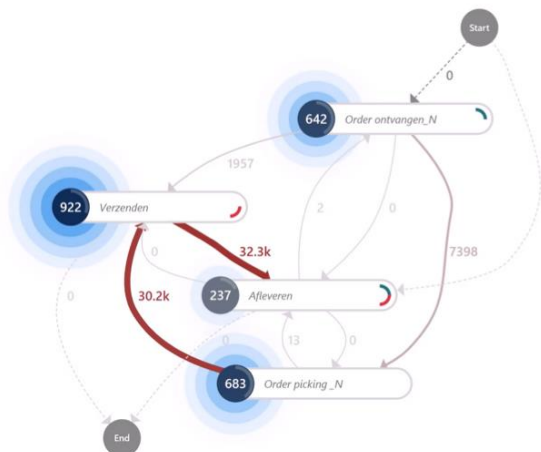 Start
0
642 Order ontvangen_N
1957
922 Verzenden
2
0
0
32.3k
7398
30.2k
237 Afleveren
0
0
13
0
683 Order picking _N
End